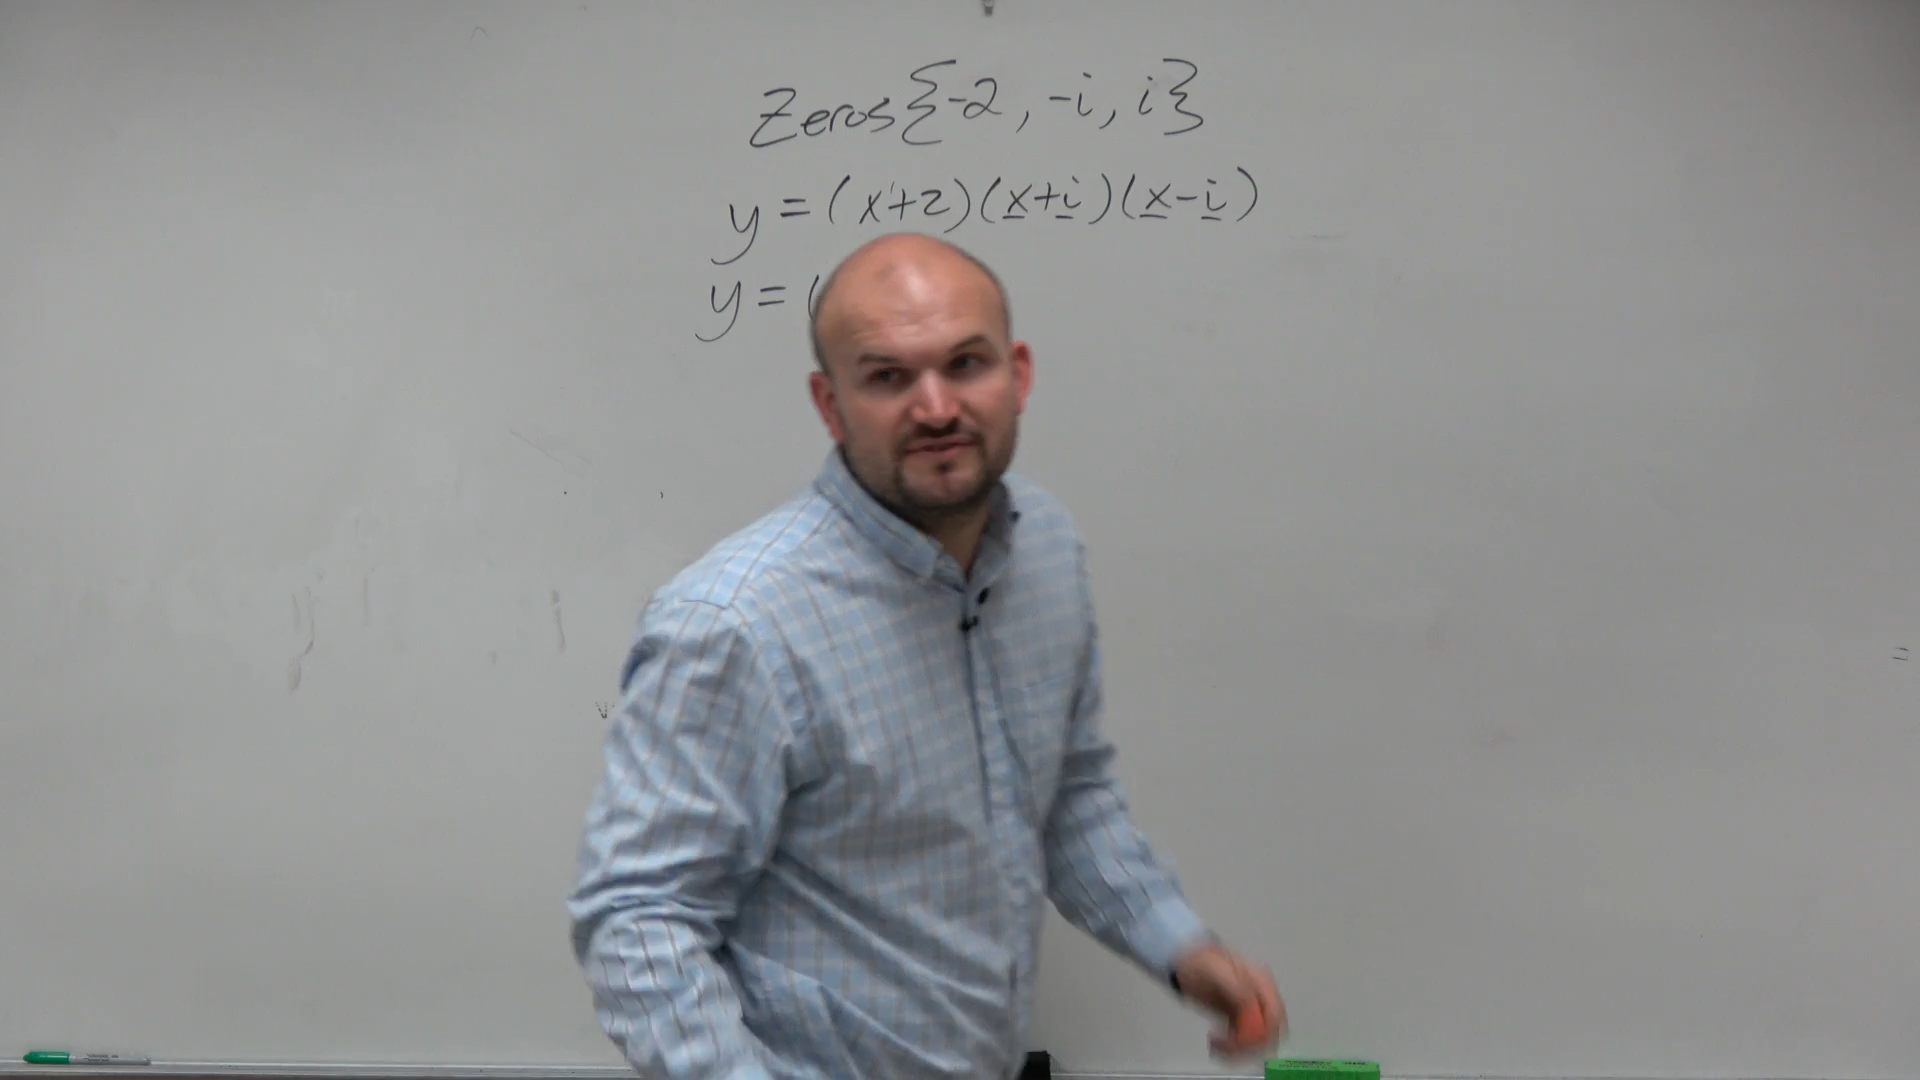 Zeros{-2, -i, i}
y = (x+2)(x+i)(x-i)
y = (